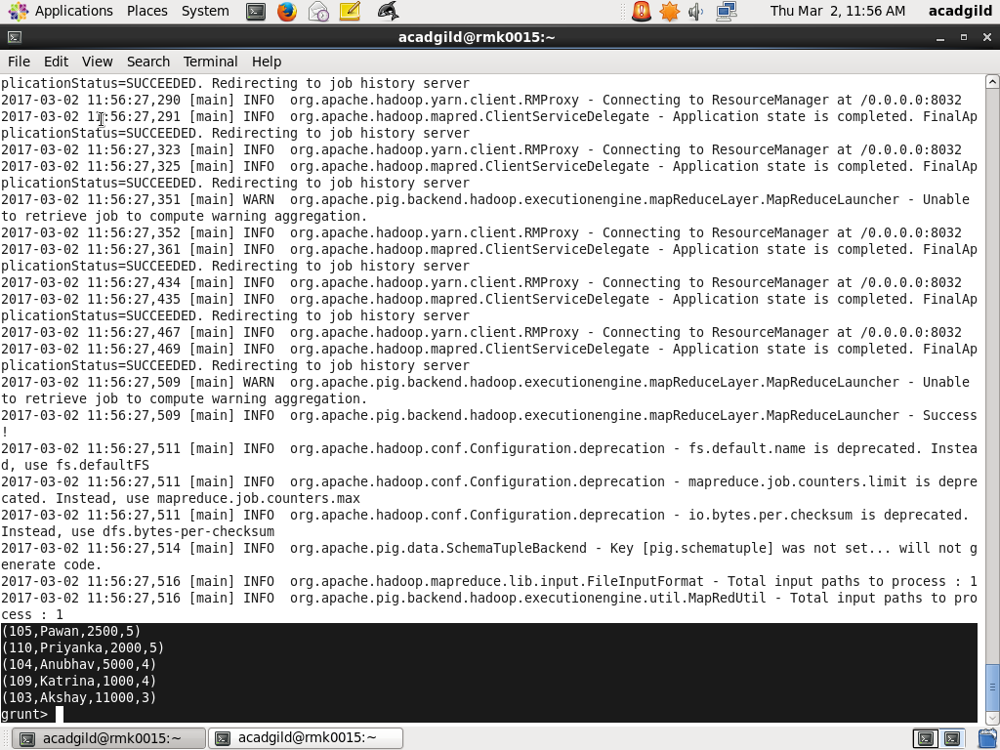 Applications Places System Thu Mar 2, 11:56 AM acadgild
acadgild@rmk0015:~
File Edit View Search Terminal Help
plicationStatus=SUCCEEDED. Redirecting to job history server
2017-03-02 11:56:27,290 [main] INFO  org.apache.hadoop.yarn.client.RMProxy - Connecting to ResourceManager at /0.0.0.0:8032
2017-03-02 11:56:27,291 [main] INFO  org.apache.hadoop.mapred.ClientServiceDelegate - Application state is completed. FinalAp
plicationStatus=SUCCEEDED. Redirecting to job history server
2017-03-02 11:56:27,323 [main] INFO  org.apache.hadoop.yarn.client.RMProxy - Connecting to ResourceManager at /0.0.0.0:8032
2017-03-02 11:56:27,325 [main] INFO  org.apache.hadoop.mapred.ClientServiceDelegate - Application state is completed. FinalAp
plicationStatus=SUCCEEDED. Redirecting to job history server
2017-03-02 11:56:27,351 [main] WARN  org.apache.pig.backend.hadoop.executionengine.mapReduceLayer.MapReduceLauncher - Unable
to retrieve job to compute warning aggregation.
2017-03-02 11:56:27,352 [main] INFO  org.apache.hadoop.yarn.client.RMProxy - Connecting to ResourceManager at /0.0.0.0:8032
2017-03-02 11:56:27,361 [main] INFO  org.apache.hadoop.mapred.ClientServiceDelegate - Application state is completed. FinalAp
plicationStatus=SUCCEEDED. Redirecting to job history server
2017-03-02 11:56:27,434 [main] INFO  org.apache.hadoop.yarn.client.RMProxy - Connecting to ResourceManager at /0.0.0.0:8032
2017-03-02 11:56:27,435 [main] INFO  org.apache.hadoop.mapred.ClientServiceDelegate - Application state is completed. FinalAp
plicationStatus=SUCCEEDED. Redirecting to job history server
2017-03-02 11:56:27,467 [main] INFO  org.apache.hadoop.yarn.client.RMProxy - Connecting to ResourceManager at /0.0.0.0:8032
2017-03-02 11:56:27,469 [main] INFO  org.apache.hadoop.mapred.ClientServiceDelegate - Application state is completed. FinalAp
plicationStatus=SUCCEEDED. Redirecting to job history server
2017-03-02 11:56:27,509 [main] WARN  org.apache.pig.backend.hadoop.executionengine.mapReduceLayer.MapReduceLauncher - Unable
to retrieve job to compute warning aggregation.
2017-03-02 11:56:27,509 [main] INFO  org.apache.pig.backend.hadoop.executionengine.mapReduceLayer.MapReduceLauncher - Success
!
2017-03-02 11:56:27,511 [main] INFO  org.apache.hadoop.conf.Configuration.deprecation - fs.default.name is deprecated. Instea
d, use fs.defaultFS
2017-03-02 11:56:27,511 [main] INFO  org.apache.hadoop.conf.Configuration.deprecation - mapreduce.job.counters.limit is depre
cated. Instead, use mapreduce.job.counters.max
2017-03-02 11:56:27,511 [main] INFO  org.apache.hadoop.conf.Configuration.deprecation - io.bytes.per.checksum is deprecated.
Instead, use dfs.bytes-per-checksum
2017-03-02 11:56:27,514 [main] INFO  org.apache.pig.data.SchemaTupleBackend - Key [pig.schematuple] was not set... will not g
enerate code.
2017-03-02 11:56:27,516 [main] INFO  org.apache.hadoop.mapreduce.lib.input.FileInputFormat - Total input paths to process : 1
2017-03-02 11:56:27,516 [main] INFO  org.apache.pig.backend.hadoop.executionengine.util.MapRedUtil - Total input paths to pro
cess : 1
(105,Pawan,2500,5)
(110,Priyanka,2000,5)
(104,Anubhav,5000,4)
(109,Katrina,1000,4)
(103,Akshay,11000,3)
grunt>
acadgild@rmk0015:~ acadgild@rmk0015:~